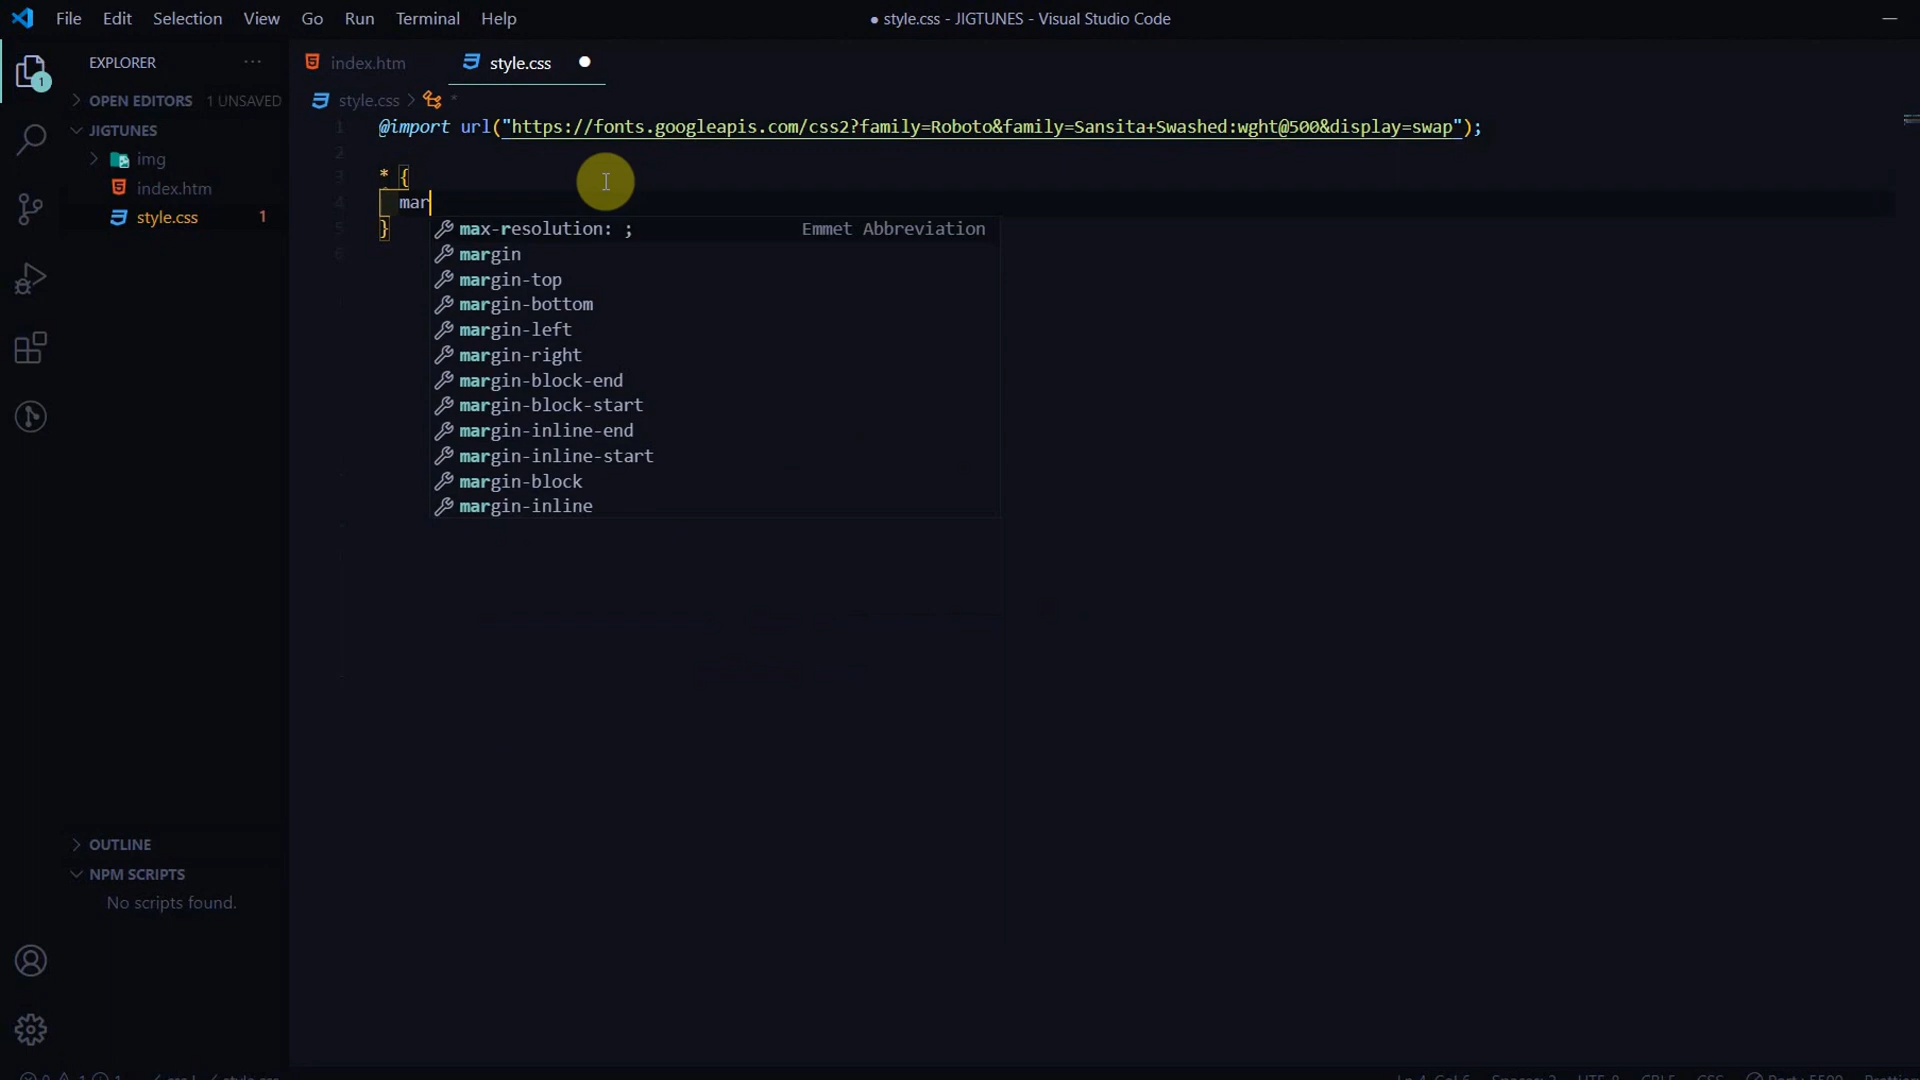 File Edit Selection View Go Run Terminal Help
● style.css - JIGTUNES - Visual Studio Code
1
EXPLORER ···
OPEN EDITORS 1 UNSAVED
JIGTUNES
img
index.htm
style.css 1
OUTLINE
NPM SCRIPTS
No scripts found.
index.htm style.css
style.css > *
1 @import url("https://fonts.googleapis.com/css2?family=Roboto&family=Sansita+Swashed:wght@500&display=swap");
2
3 * {
4 mar
5 }
6
max-resolution: ; Emmet Abbreviation
margin
margin-top
margin-bottom
margin-left
margin-right
margin-block-end
margin-block-start
margin-inline-end
margin-inline-start
margin-block
margin-inline